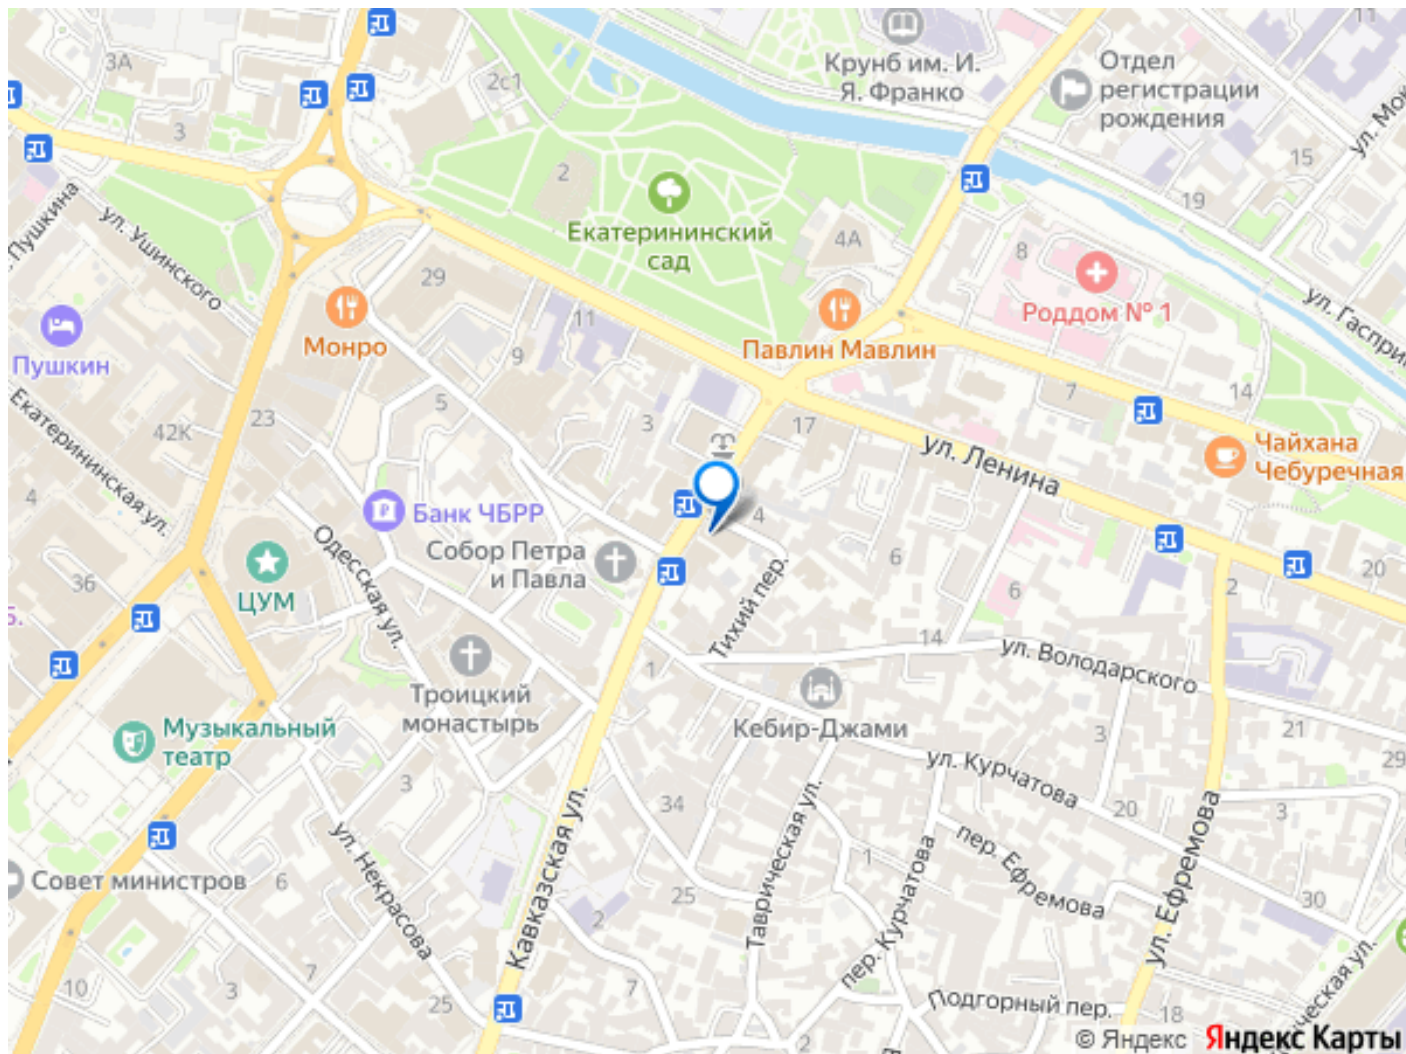 11
3А
2с1
Крунб им. И.
Я. Франко
Отдел
регистрации
рождения
3
2
15
19
Пушкина
ул. Ушинского
Екатерининский
сад
4А
8
29
Роддом № 1
11
Монро
Павлин Мавлин
Пушкин
9
7
14
5
23
3
17
42К
Екатерининская ул.
ул. Ленина
Чайхана
Чебуречная
4
Банк ЧБРР
4
Одесская ул.
Собор Петра
и Павла
6
36
ЦУМ
Тихий пер.
6
2
20
14
ул. Володарского
1
Троицкий
монастырь
Кебир-Джами
Музыкальный
театр
21
3
29
ул. Курчатова
3
34
20
3
Кавказская ул.
Таврическая ул.
ул. Некрасова
пер. Ефремова
ул. Ефремова
1
Совет министров
6
25
30
2
пер. Курчатова
7
10
3
25
7
Подгорный пер.
18
2
© Яндекс Яндекс Карты